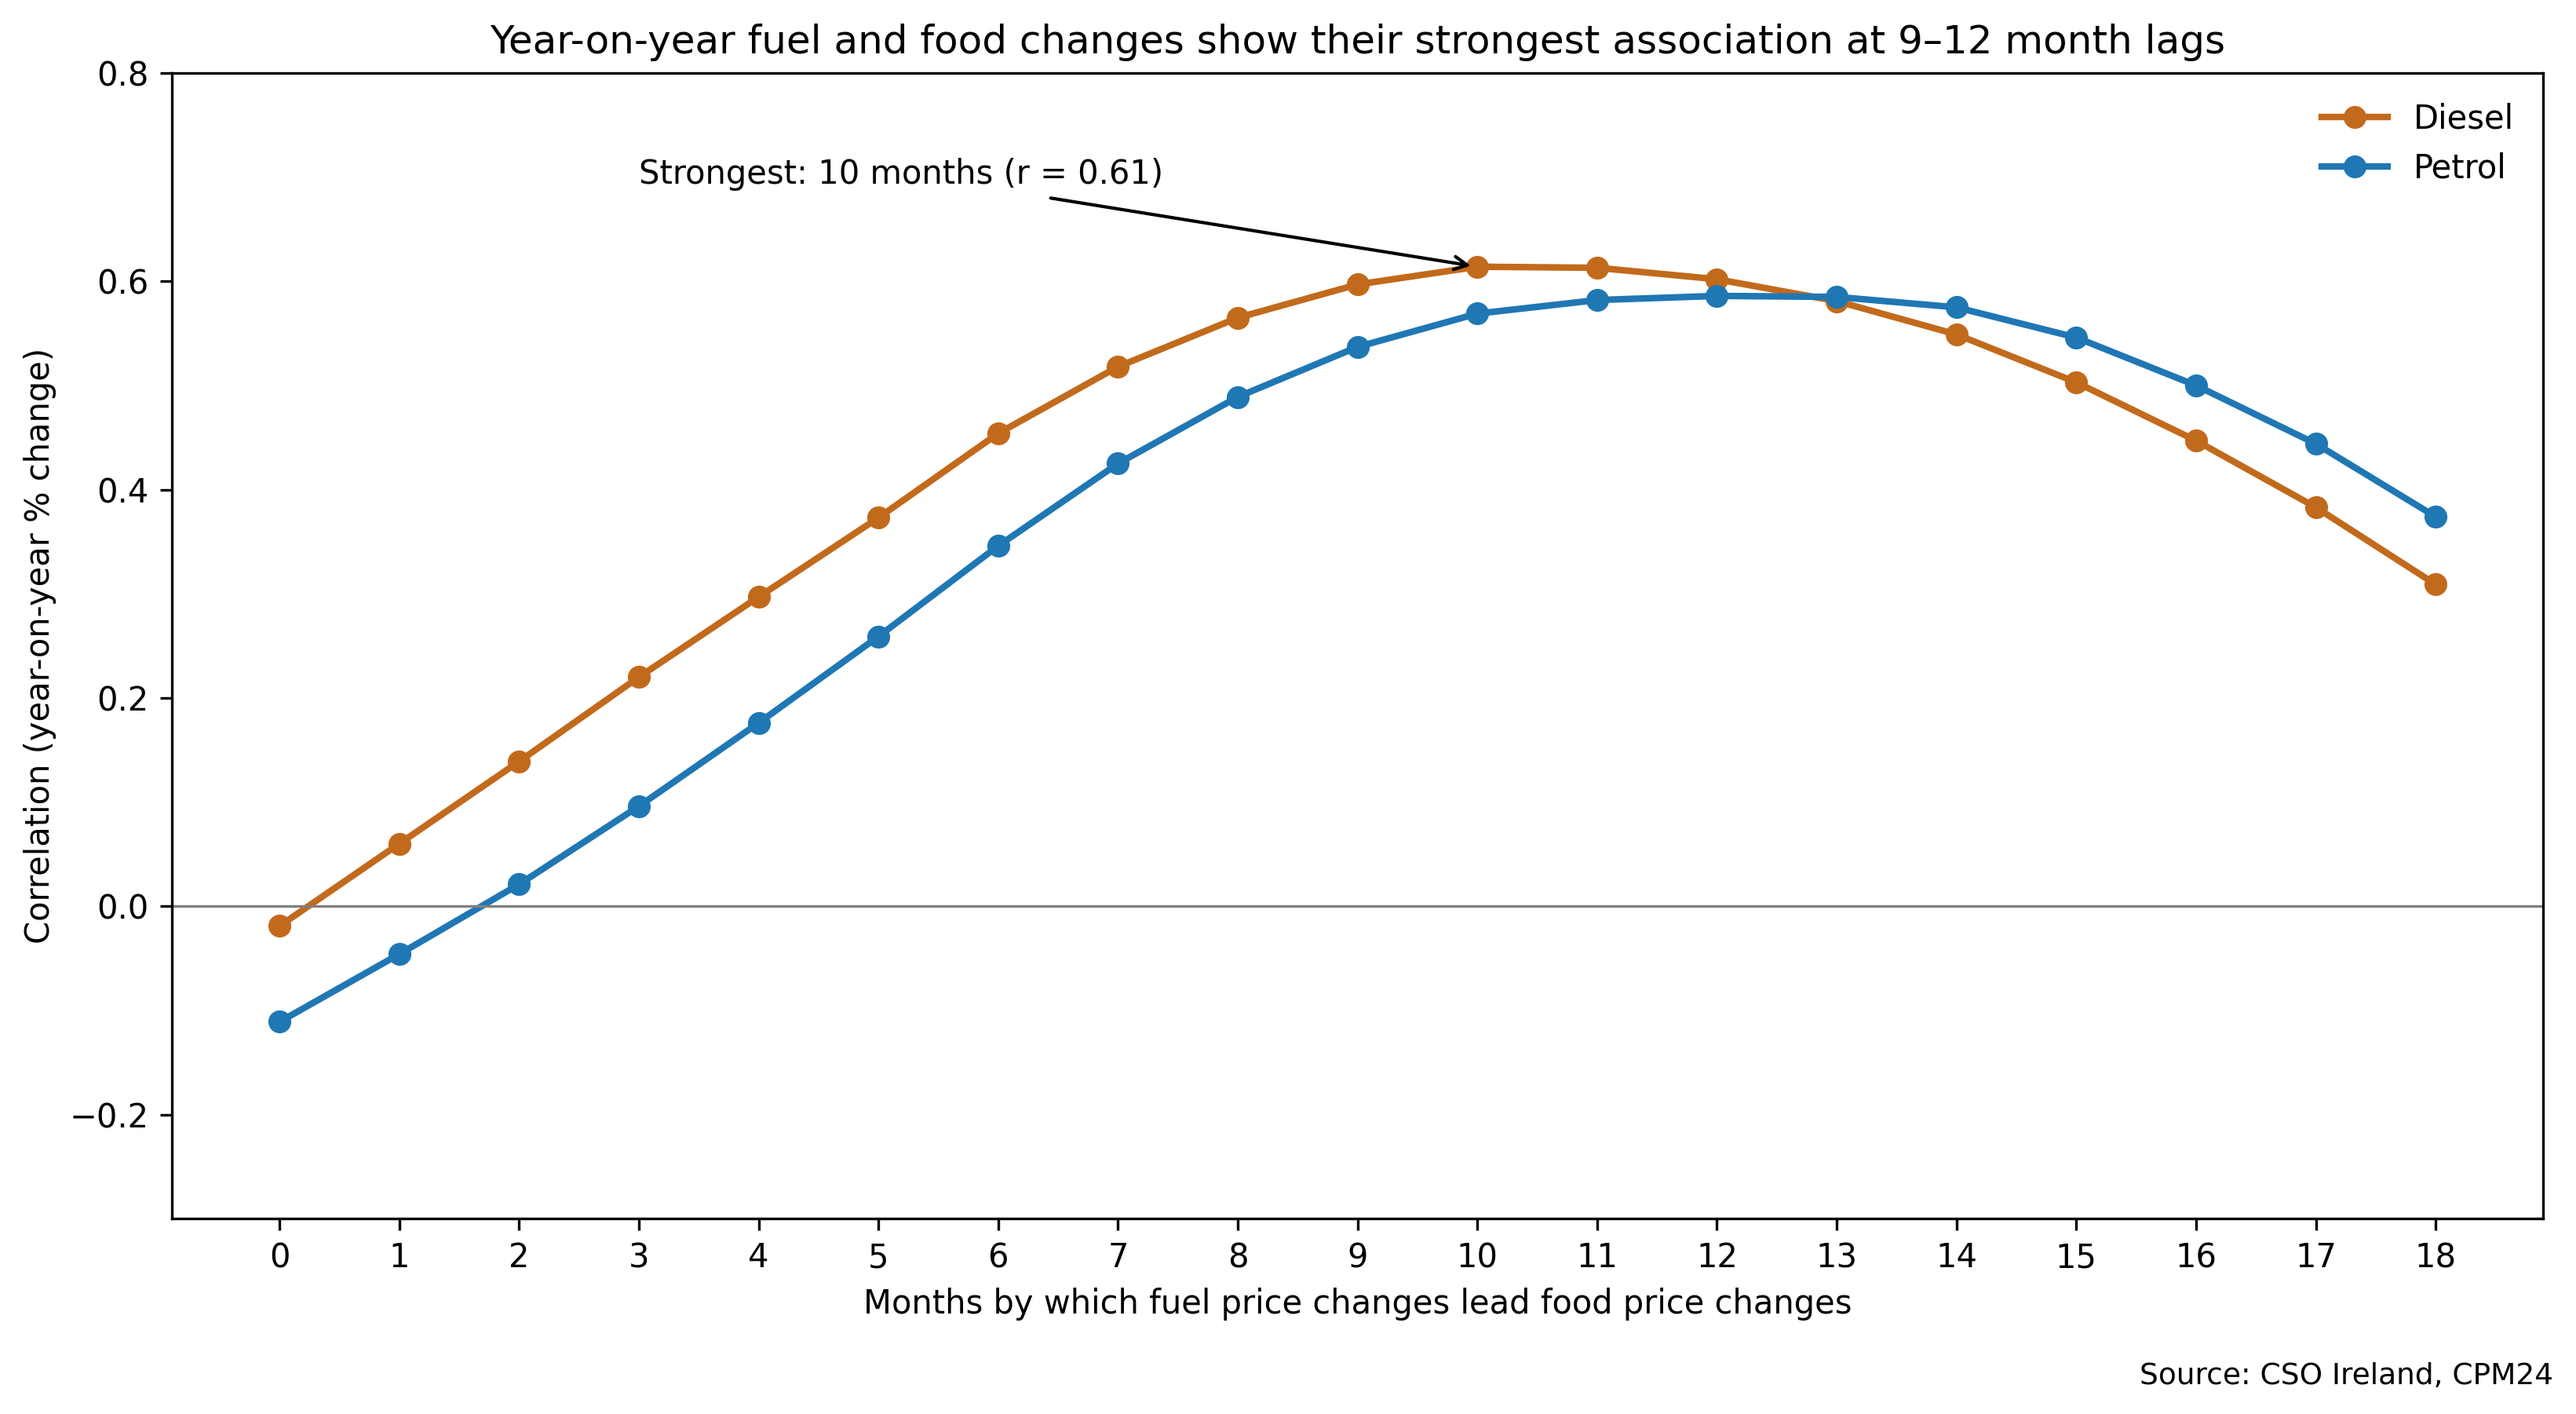 Year-on-year fuel and food changes show their strongest association at 9–12 month lags
0.8
0.6
0.4
0.2
0.0
−0.2
Correlation (year-on-year % change)
Strongest: 10 months (r = 0.61)
Diesel
Petrol
0 1 2 3 4 5 6 7 8 9 10 11 12 13 14 15 16 17 18
Months by which fuel price changes lead food price changes
Source: CSO Ireland, CPM24